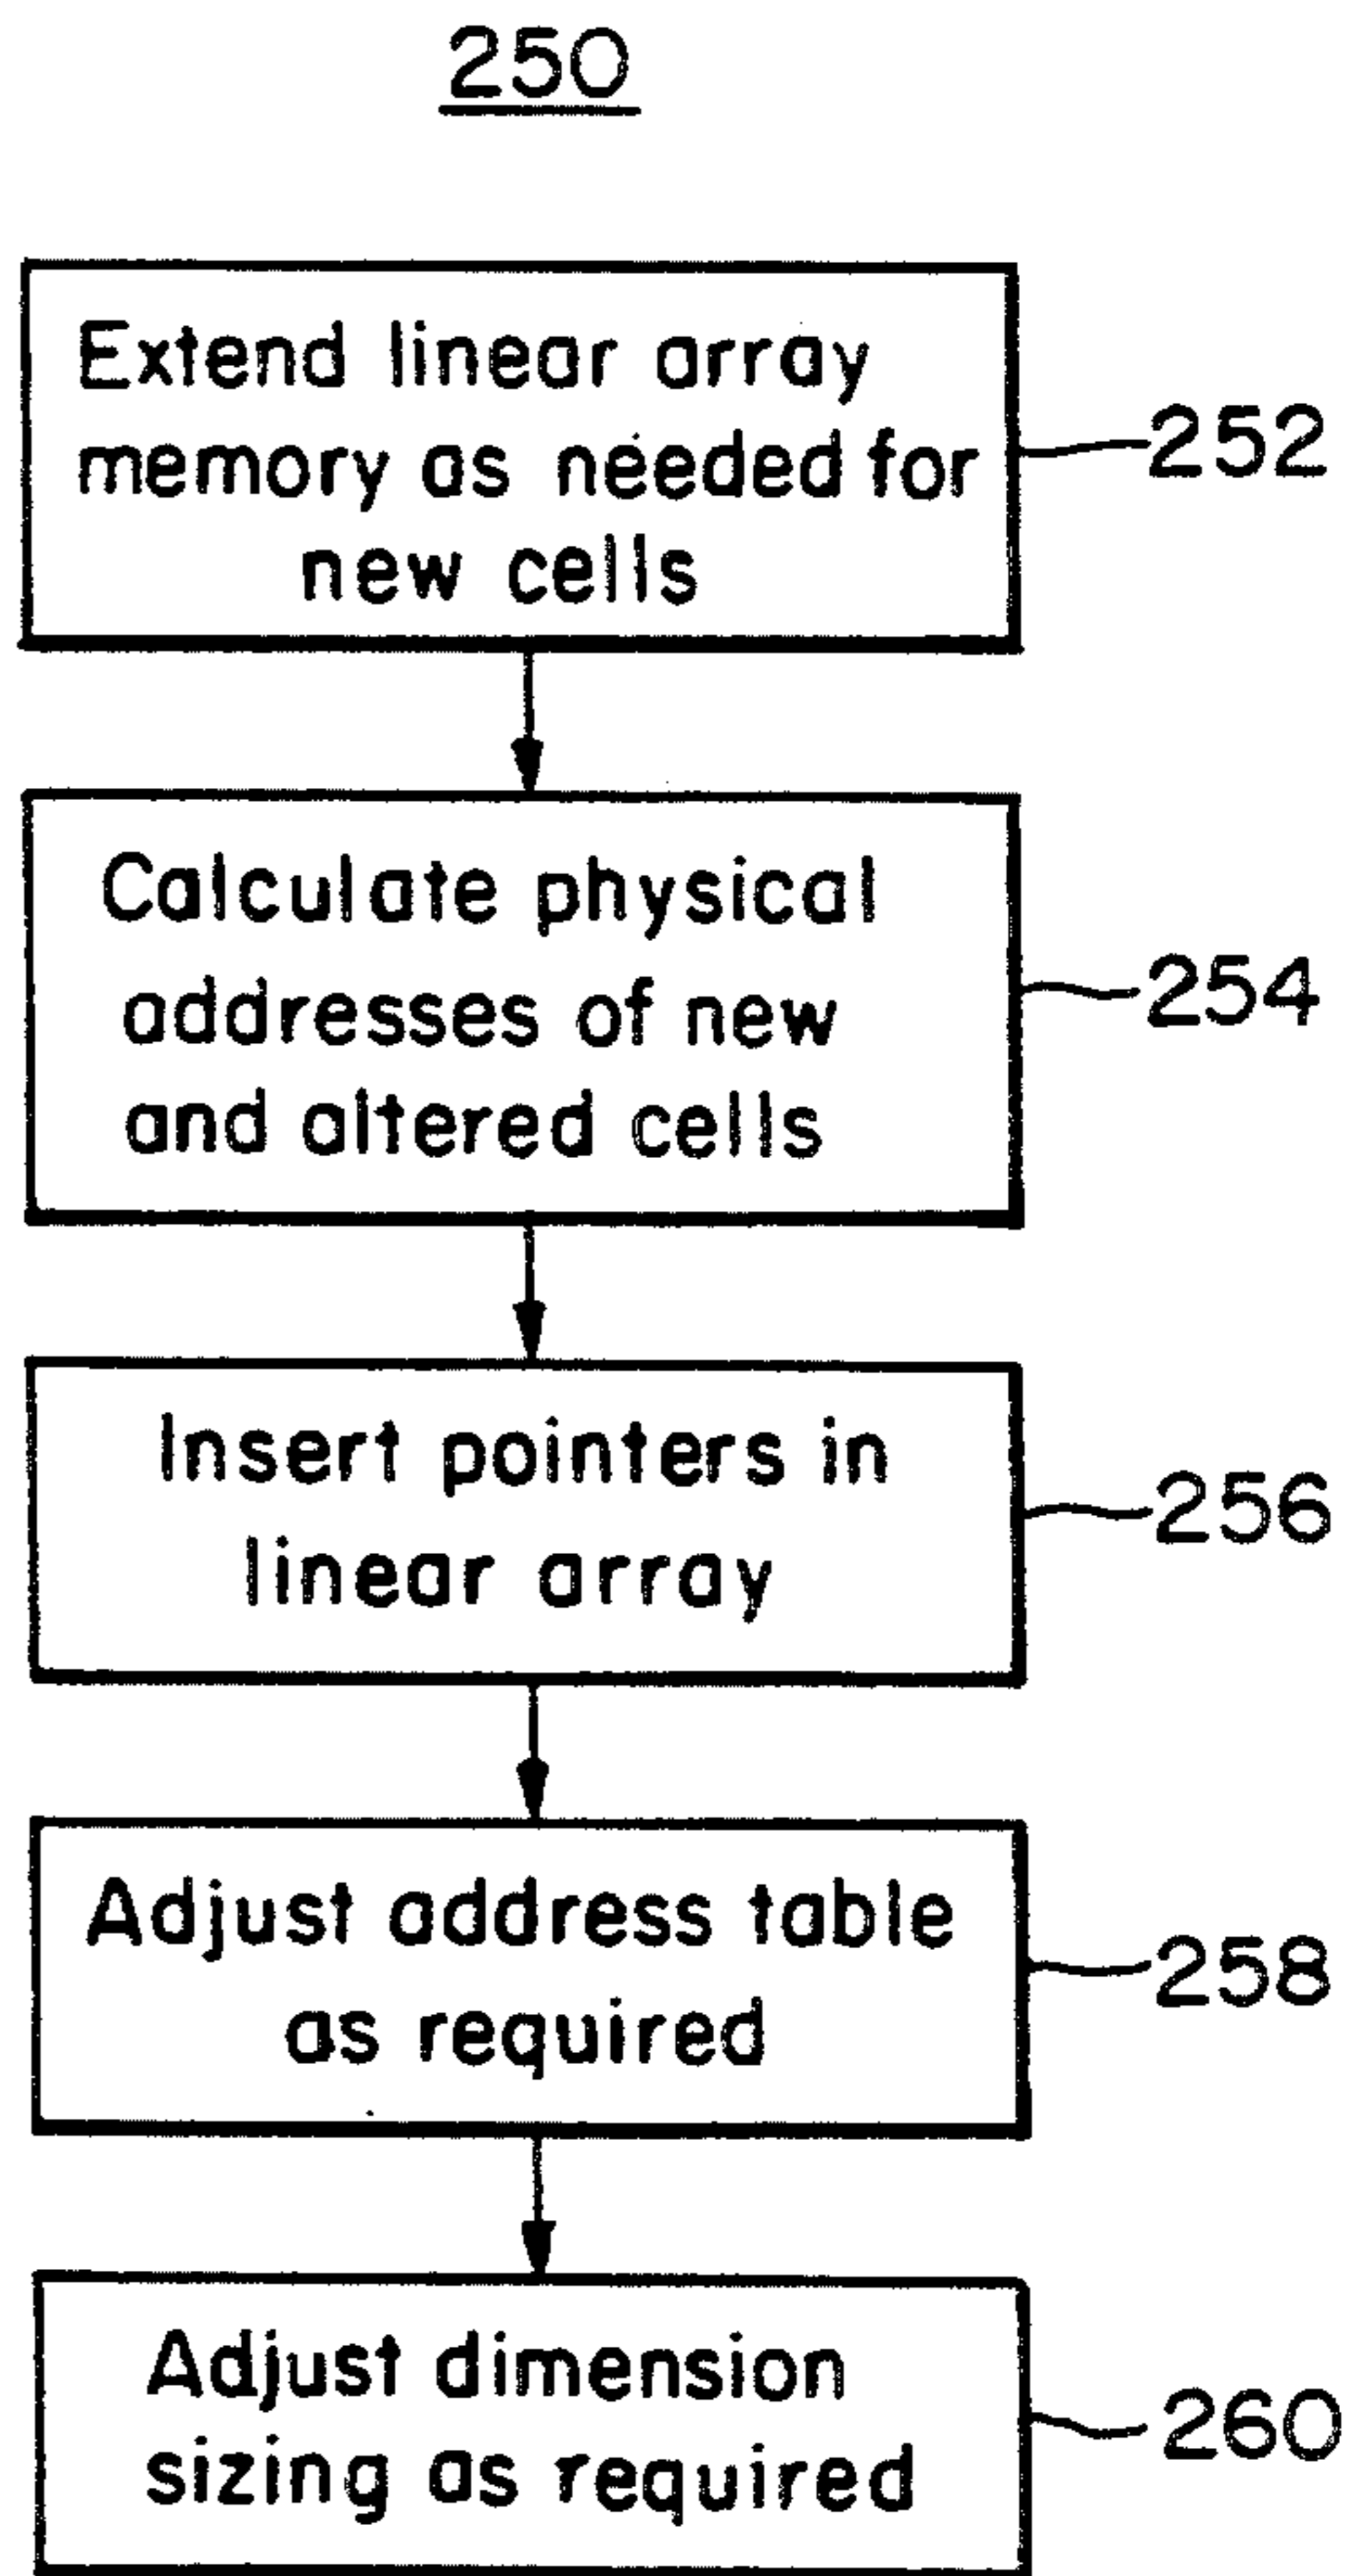 250
Extend linear array
memory as needed for
new cells
252
Calculate physical
addresses of new
and altered cells
254
Insert pointers in
linear array
256
Adjust address table
as required
258
Adjust dimension
sizing as required
260